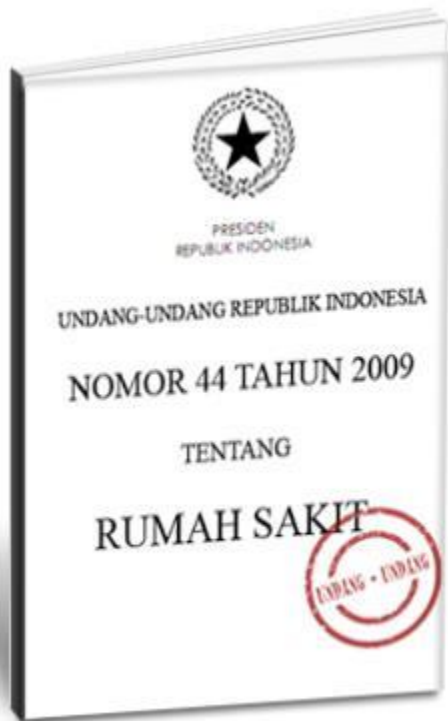 PRESIDEN
REPUBLIK INDONESIA
UNDANG-UNDANG REPUBLIK INDONESIA
NOMOR 44 TAHUN 2009
TENTANG
RUMAH SAKIT
UNDANG - UNDANG